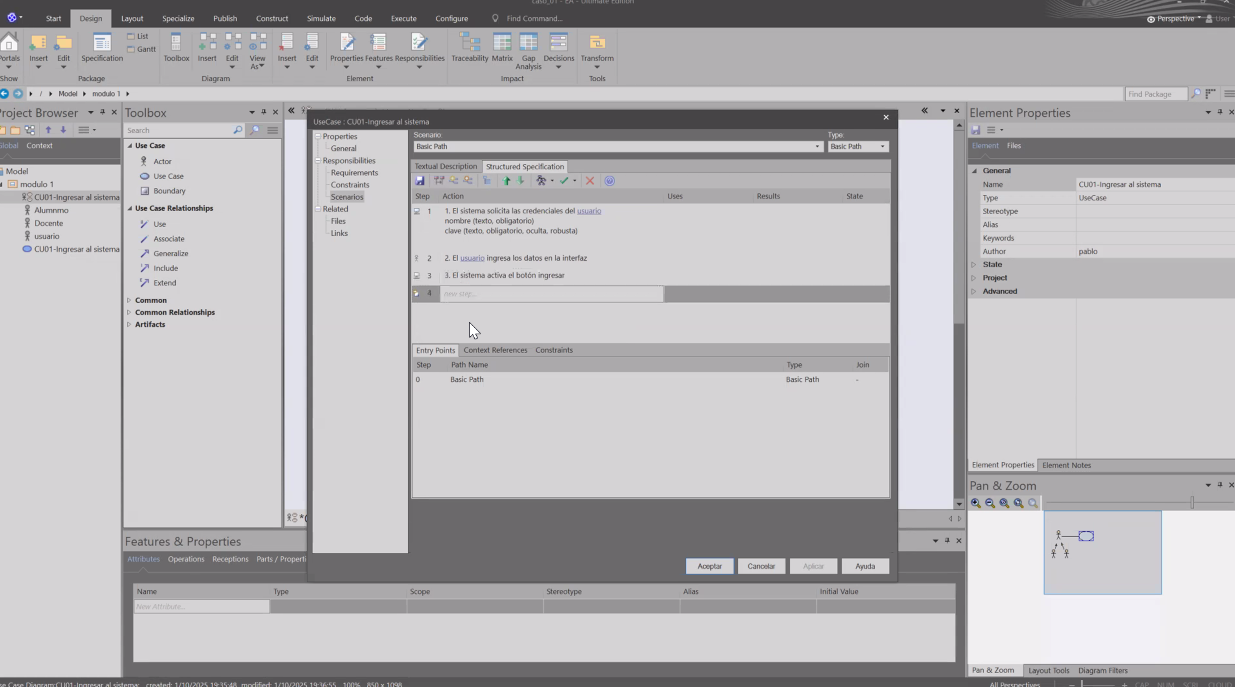 caso_01 - EA - Ultimate Edition
Start Design Layout Specialize Publish Construct Simulate Code Execute Configure Find Command...
Perspective User
List
Gantt
Portals Insert Edit Specification Toolbox Insert Edit View As Insert Edit Properties Features Responsibilities Traceability Matrix Gap Analysis Decisions Transform
Show Package Diagram Element Impact Tools
/ Model modulo 1
Find Package
Project Browser
Global Context
Model
modulo 1
CU01-Ingresar al sistema
Alumnmo
Docente
usuario
CU01-Ingresar al sistema
Toolbox
Search
Use Case
Actor
Use Case
Boundary
Use Case Relationships
Use
Associate
Generalize
Include
Extend
Common
Common Relationships
Artifacts
UseCase : CU01-Ingresar al sistema
Properties
General
Responsibilities
Requirements
Constraints
Scenarios
Related
Files
Links
Scenario Type:
Basic Path Basic Path
Textual Description Structured Specification
Step Action Uses Results State
1 1. El sistema solicita las credenciales del usuario
nombre (texto, obligatorio)
clave (texto, obligatorio, oculta, robusta)
2 2. El usuario ingresa los datos en la interfaz
3 3. El sistema activa el botón ingresar
4 new step...
Entry Points Context References Constraints
Step Path Name Type Join
0 Basic Path Basic Path -
Aceptar Cancelar Aplicar Ayuda
Features & Properties
Attributes Operations Receptions Parts / Properti
Name Type Scope Stereotype Alias Initial Value
New Attribute...
Element Properties
Element Files
General
Name CU01-Ingresar al sistema
Type UseCase
Stereotype
Alias
Keywords
Author pablo
State
Project
Advanced
Element Properties Element Notes
Pan & Zoom
Pan & Zoom Layout Tools Diagram Filters
se Case Diagram:CU01-Ingresar al sistema: created: 1/10/2025 19:35:48 modified: 1/10/2025 19:36:55 100% 850 x 1098
All Perspectives CAP NUM SCRL CLOUD